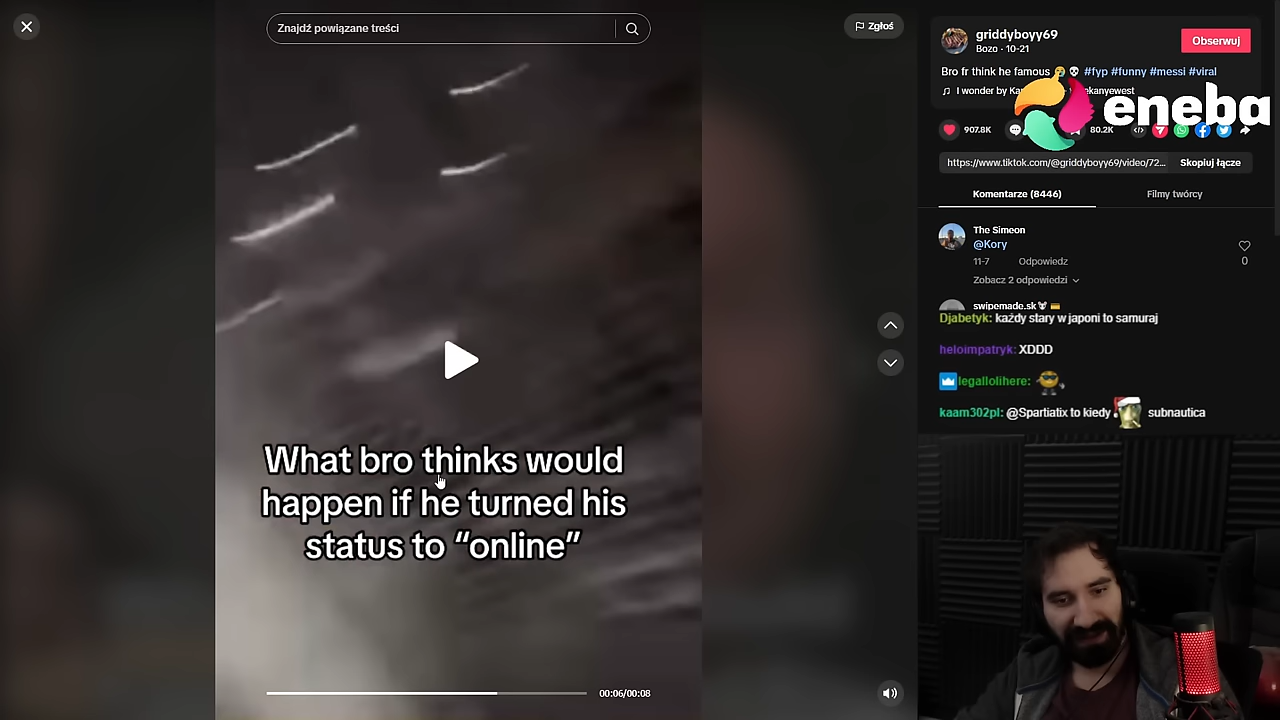 Znajdź powiązane treści
Zgłoś
What bro thinks would
happen if he turned his
status to “online”
00:06/00:08
griddyboyy69
Bozo · 10-21
Obserwuj
Bro fr think he famous 😭 💀 #fyp #funny #messi #viral
I wonder by
eneba
907.8K
80.2K
https://www.tiktok.com/@griddyboyy69/video/72...
Skopiuj łącze
Komentarze (8446)
Filmy twórcy
The Simeon
@Kory
11-7 Odpowiedz
0
Zobacz 2 odpowiedzi
swipemade.sk
Djabetyk: każdy stary w japoni to samuraj
heloimpatryk: XDDD
legallolihere:
kaam302pl: @Spartiatix to kiedy subnautica